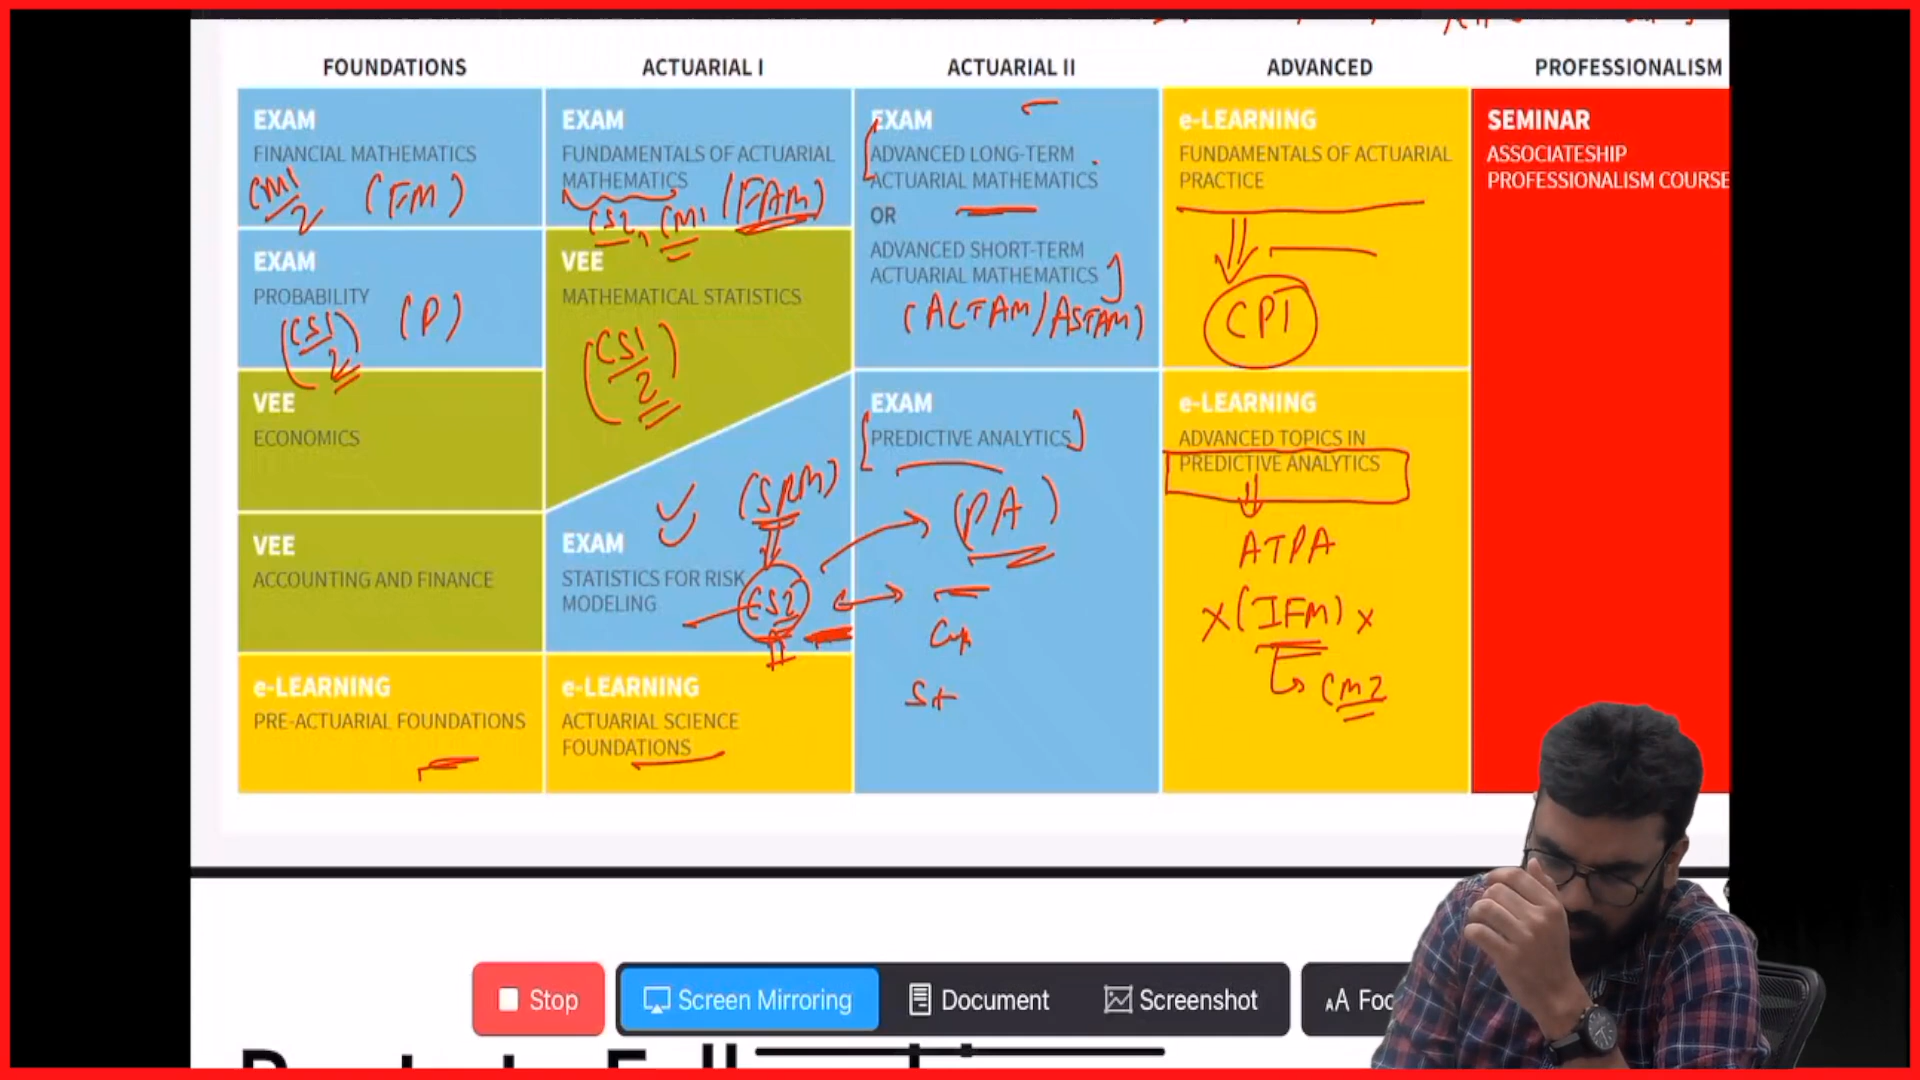 FOUNDATIONS
ACTUARIAL I
ACTUARIAL II
ADVANCED
PROFESSIONALISM
EXAM
FINANCIAL MATHEMATICS
CM1/2 (FM)
EXAM
PROBABILITY
(CS1/2) (P)
VEE
ECONOMICS
VEE
ACCOUNTING AND FINANCE
e-LEARNING
PRE-ACTUARIAL FOUNDATIONS
EXAM
FUNDAMENTALS OF ACTUARIAL
MATHEMATICS
CS2, CM1 (FAM)
VEE
MATHEMATICAL STATISTICS
(CS1/2)
(SRM)
EXAM
STATISTICS FOR RISK
MODELING
CS2
e-LEARNING
ACTUARIAL SCIENCE
FOUNDATIONS
EXAM
ADVANCED LONG-TERM
ACTUARIAL MATHEMATICS
OR
ADVANCED SHORT-TERM
ACTUARIAL MATHEMATICS
(ALTAM/ASTAM)
EXAM
PREDICTIVE ANALYTICS
(PA)
St
e-LEARNING
FUNDAMENTALS OF ACTUARIAL
PRACTICE
e-LEARNING
ADVANCED TOPICS IN
PREDICTIVE ANALYTICS
ATPA
x (IFM) x
CM2
SEMINAR
ASSOCIATESHIP
PROFESSIONALISM COURSE
Stop
Screen Mirroring
Document
Screenshot
AA Foc